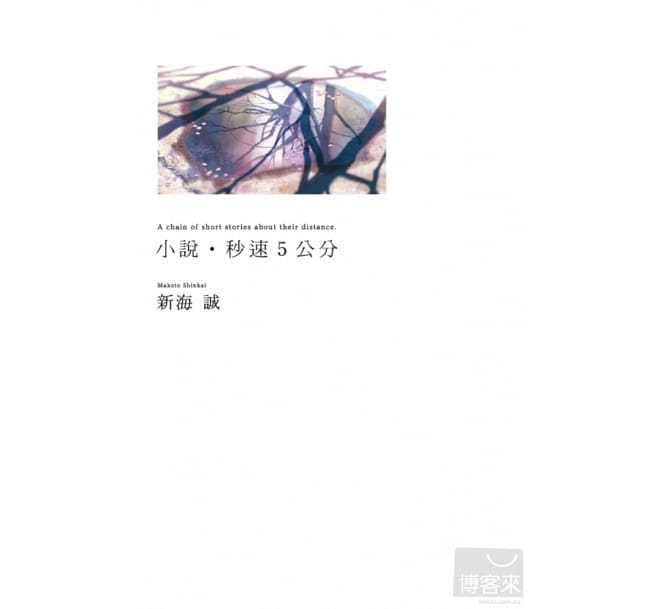 A chain of short stories about their distance.
小說・秒速5公分
Makoto Shinkai
新海 誠
博客來
books.com.tw